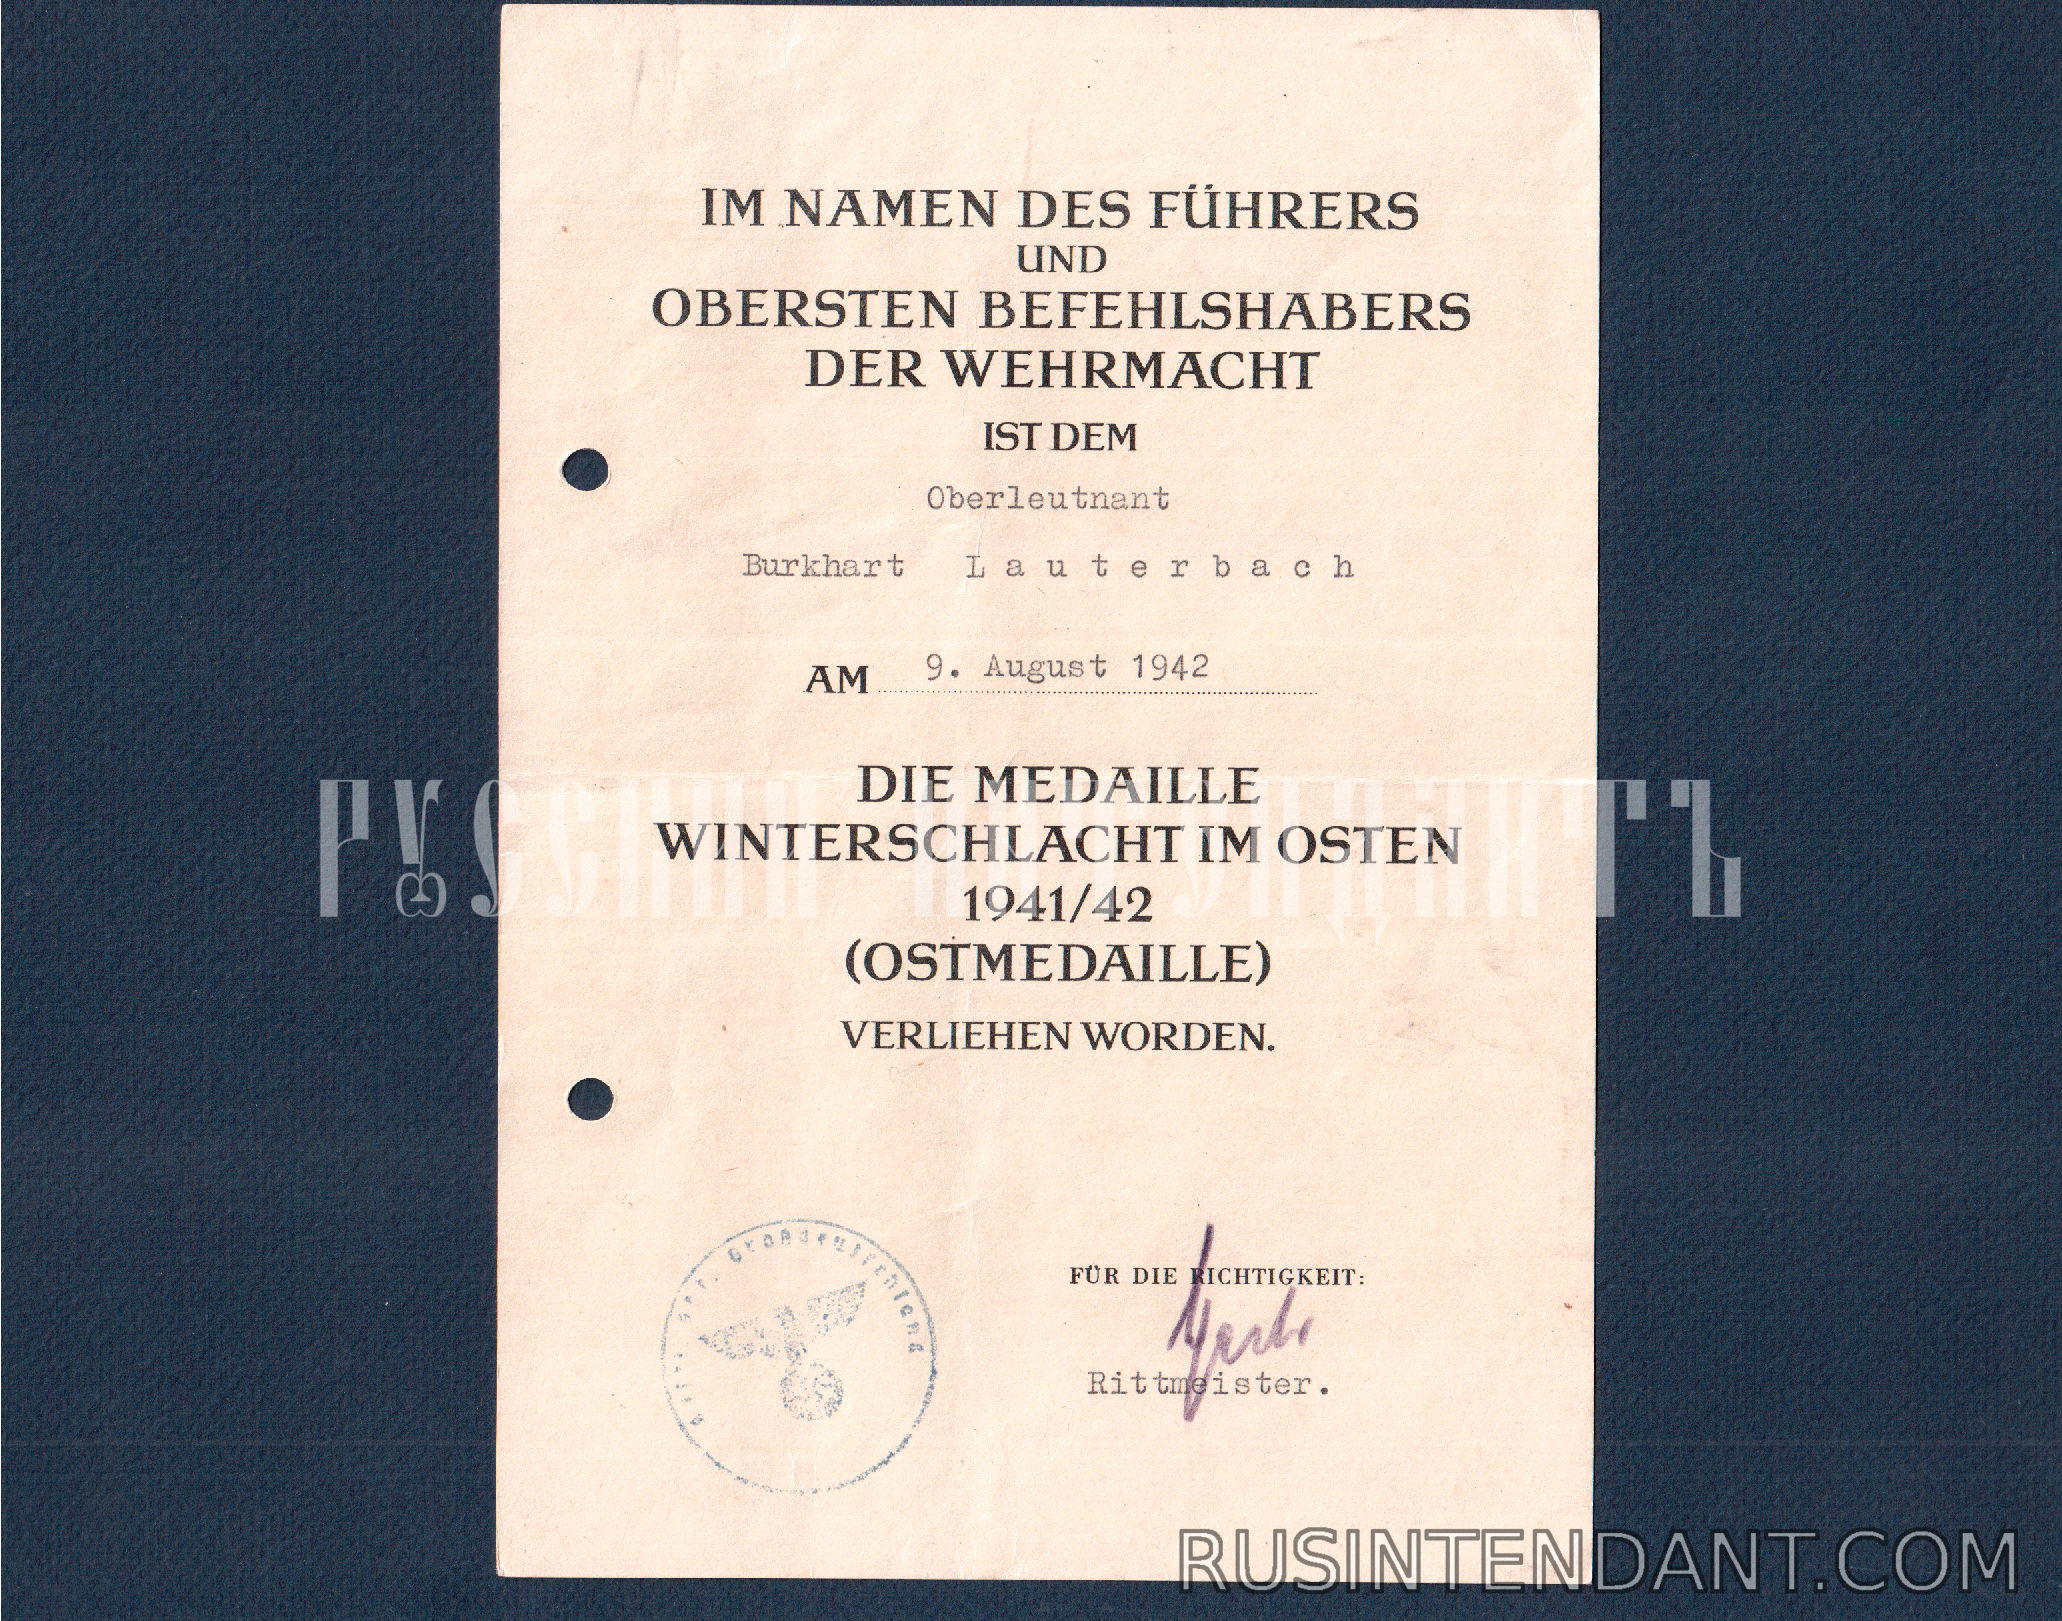 IM NAMEN DES FÜHRERS
UND
OBERSTEN BEFEHLSHABERS
DER WEHRMACHT
IST DEM
Oberleutnant
Burkhart L a u t e r b a c h
AM 9. August 1942
DIE MEDAILLE
WINTERSCHLACHT IM OSTEN
1941/42
(OSTMEDAILLE)
VERLIEHEN WORDEN.
Großdeutschland
FÜR DIE RICHTIGKEIT:
Rittmeister.
RUSINTENDANT.COM